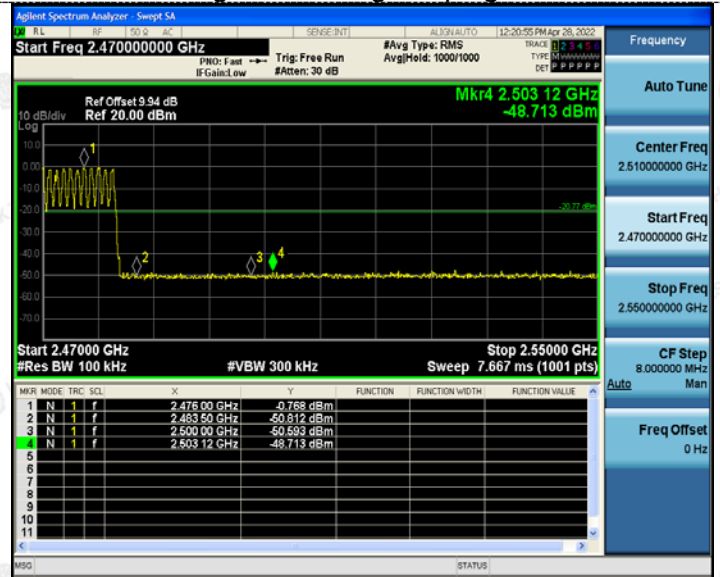 Agilent Spectrum Analyzer - Swept SA
RL RF 50 Ω AC SENSE:INT ALIGN AUTO 12:20:55 PM Apr 28, 2022
Start Freq 2.470000000 GHz
PNO: Fast
IFGain:Low
Trig: Free Run
#Atten: 30 dB
#Avg Type: RMS
Avg|Hold: 1000/1000
TRACE 1 2 3 4 5 6
TYPE M
DET P P P P P P
Ref Offset 9.94 dB
10 dB/div Ref 20.00 dBm
Log
Mkr4 2.503 12 GHz
-48.713 dBm
10.0
0.00
-10.0
-20.0
-30.0
-40.0
-50.0
-60.0
-70.0
1
2
3
4
-20.77 dBm
Start 2.47000 GHz Stop 2.55000 GHz
#Res BW 100 kHz #VBW 300 kHz Sweep 7.667 ms (1001 pts)
MKR MODE TRC SCL X Y FUNCTION FUNCTION WIDTH FUNCTION VALUE
1 N 1 f 2.476 00 GHz -0.768 dBm
2 N 1 f 2.483 50 GHz -50.812 dBm
3 N 1 f 2.500 00 GHz -50.593 dBm
4 N 1 f 2.503 12 GHz -48.713 dBm
5
6
7
8
9
10
11
MSG STATUS
Frequency
Auto Tune
Center Freq
2.510000000 GHz
Start Freq
2.470000000 GHz
Stop Freq
2.550000000 GHz
CF Step
8.000000 MHz
Auto Man
Freq Offset
0 Hz